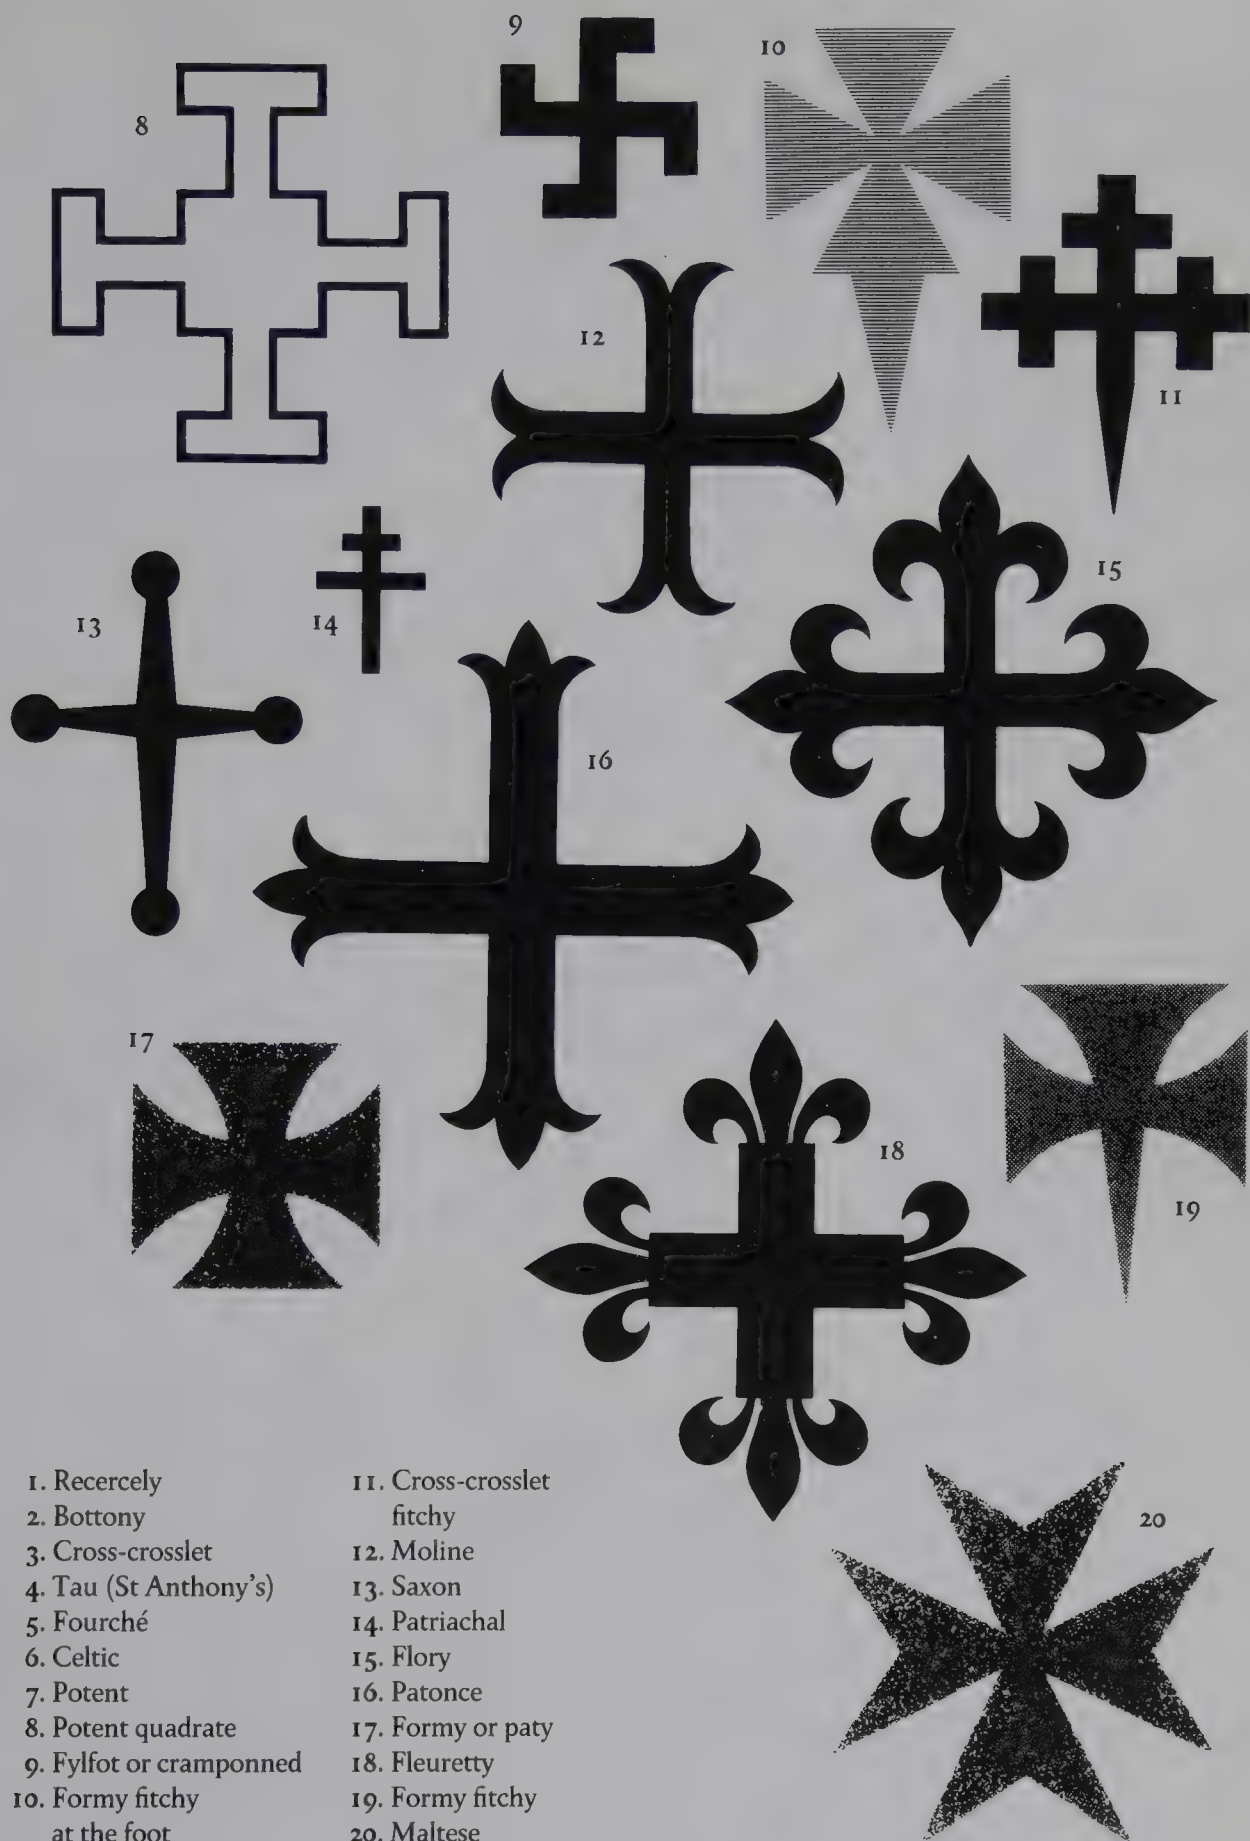 9
10
8
11
12
15
13
14
16
17
18
19
1. Recercely
2. Bottony
3. Cross-crosslet
4. Tau (St Anthony's)
5. Fourché
6. Celtic
7. Potent
8. Potent quadrate
9. Fylfot or cramponned
10. Formy fitchy
at the foot
11. Cross-crosslet
fitchy
12. Moline
13. Saxon
14. Patriachal
15. Flory
16. Patonce
17. Formy or paty
18. Fleuretty
19. Formy fitchy
20. Maltese
20